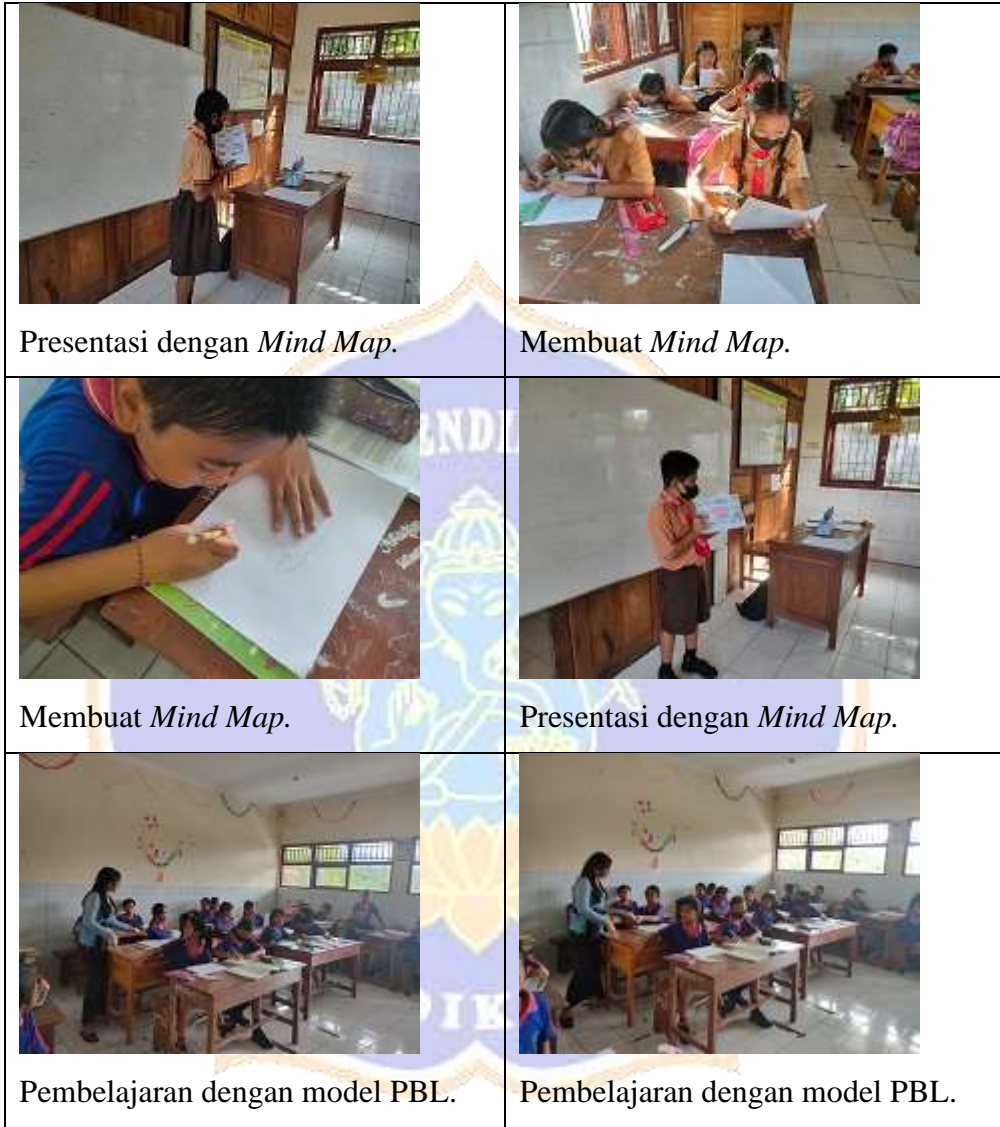 Presentasi dengan Mind Map.
Membuat Mind Map.
Membuat Mind Map.
Presentasi dengan Mind Map.
Pembelajaran dengan model PBL.
Pembelajaran dengan model PBL.